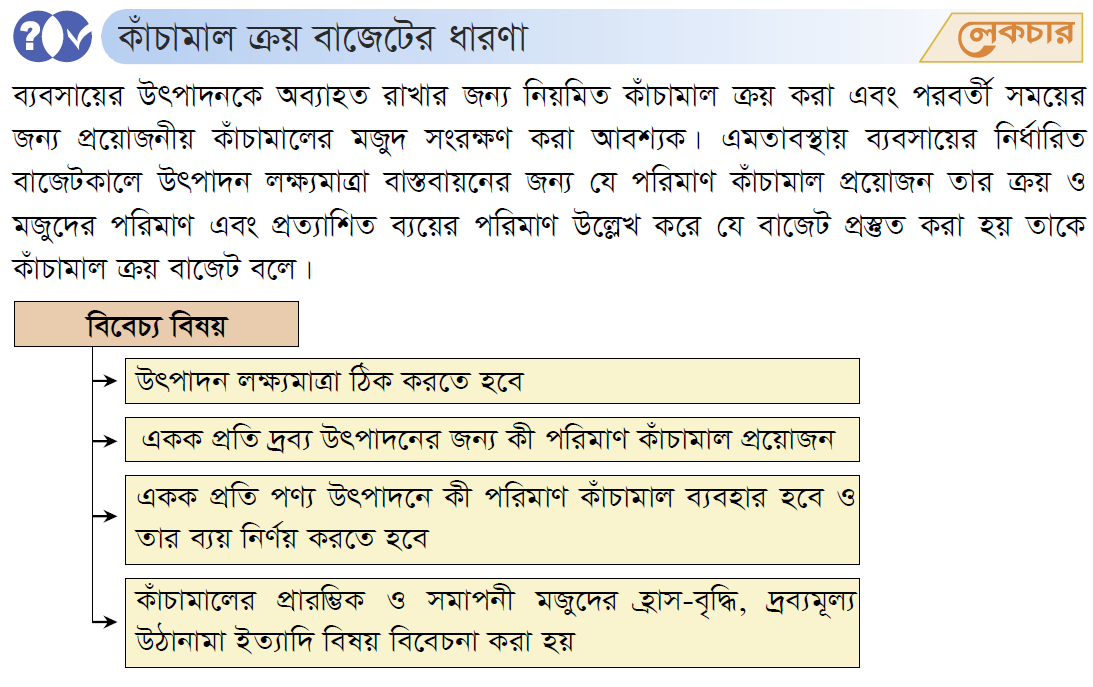 কাঁচামাল ক্রয় বাজেটের ধারণা
লেকচার
ব্যবসায়ের উৎপাদনকে অব্যাহত রাখার জন্য নিয়মিত কাঁচামাল ক্রয় করা এবং পরবর্তী সময়ের
জন্য প্রয়োজনীয় কাঁচামালের মজুদ সংরক্ষণ করা আবশ্যক। এমতাবস্থায় ব্যবসায়ের নির্ধারিত
বাজেটকালে উৎপাদন লক্ষ্যমাত্রা বাস্তবায়নের জন্য যে পরিমাণ কাঁচামাল প্রয়োজন তার ক্রয় ও
মজুদের পরিমাণ এবং প্রত্যাশিত ব্যয়ের পরিমাণ উল্লেখ করে যে বাজেট প্রস্তুত করা হয় তাকে
কাঁচামাল ক্রয় বাজেট বলে।
বিবেচ্য বিষয়
উৎপাদন লক্ষ্যমাত্রা ঠিক করতে হবে
একক প্রতি দ্রব্য উৎপাদনের জন্য কী পরিমাণ কাঁচামাল প্রয়োজন
একক প্রতি পণ্য উৎপাদনে কী পরিমাণ কাঁচামাল ব্যবহার হবে ও
তার ব্যয় নির্ণয় করতে হবে
কাঁচামালের প্রারম্ভিক ও সমাপনী মজুদের হ্রাস-বৃদ্ধি, দ্রব্যমূল্য
উঠানামা ইত্যাদি বিষয় বিবেচনা করা হয়